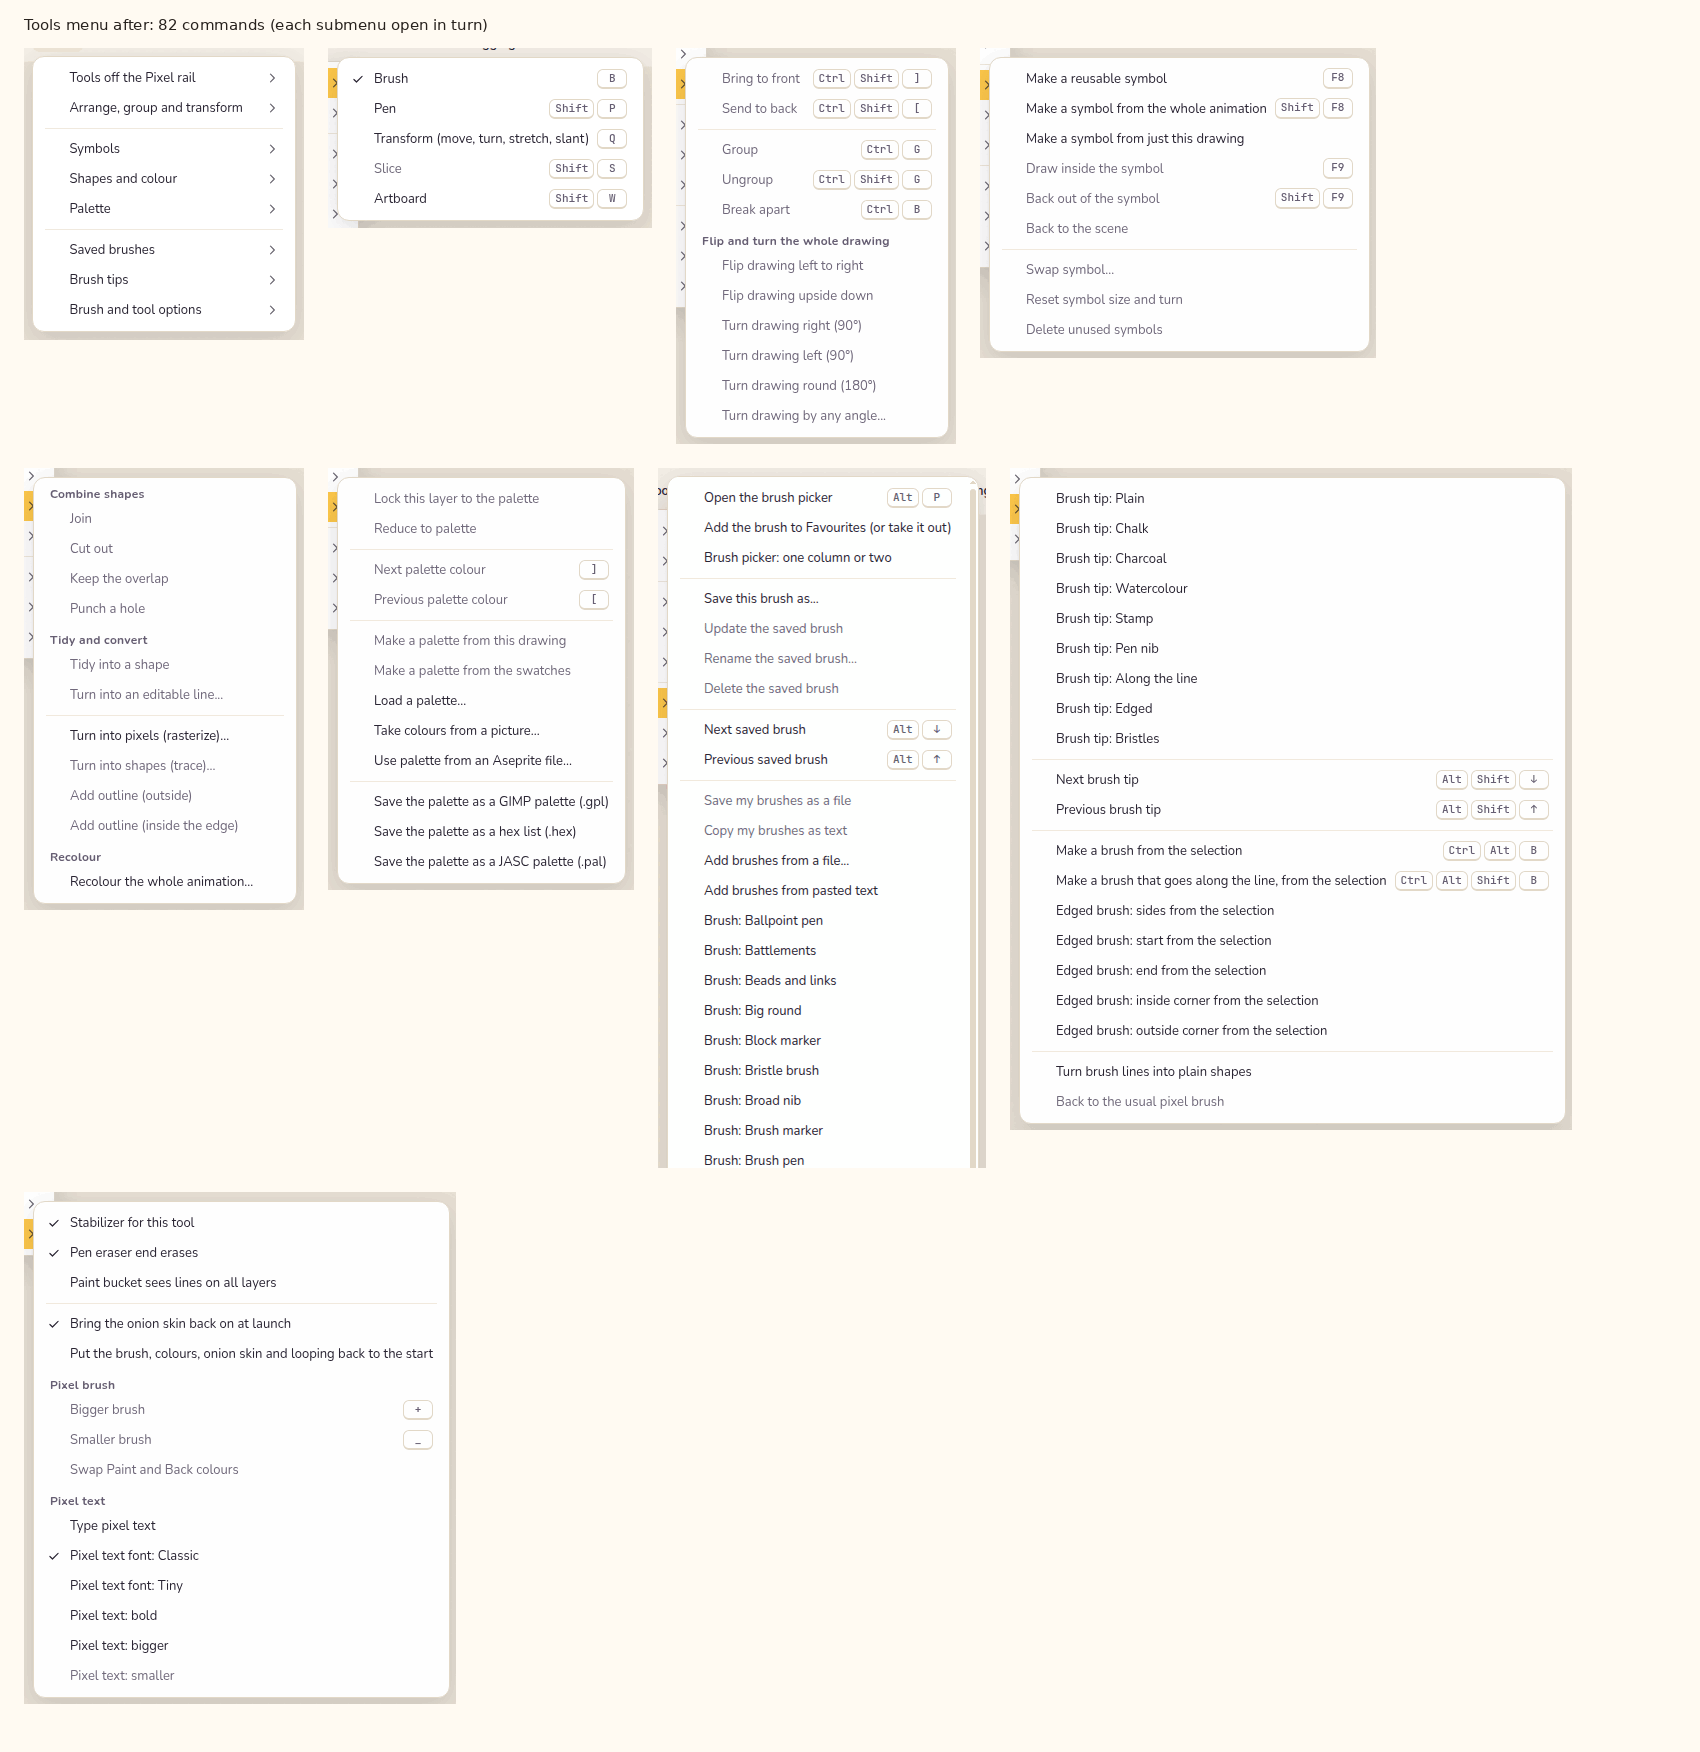 Tools menu after: 82 commands (each submenu open in turn)
Tools off the Pixel rail
Arrange, group and transform
Symbols
Shapes and colour
Palette
Saved brushes
Brush tips
Brush and tool options
Brush B
Pen Shift P
Transform (move, turn, stretch, slant) Q
Slice Shift S
Artboard Shift W
Bring to front Ctrl Shift ]
Send to back Ctrl Shift [
Group Ctrl G
Ungroup Ctrl Shift G
Break apart Ctrl B
Flip and turn the whole drawing
Flip drawing left to right
Flip drawing upside down
Turn drawing right (90°)
Turn drawing left (90°)
Turn drawing round (180°)
Turn drawing by any angle...
Make a reusable symbol F8
Make a symbol from the whole animation Shift F8
Make a symbol from just this drawing
Draw inside the symbol F9
Back out of the symbol Shift F9
Back to the scene
Swap symbol...
Reset symbol size and turn
Delete unused symbols
Combine shapes
Join
Cut out
Keep the overlap
Punch a hole
Tidy and convert
Tidy into a shape
Turn into an editable line...
Turn into pixels (rasterize)...
Turn into shapes (trace)...
Add outline (outside)
Add outline (inside the edge)
Recolour
Recolour the whole animation...
Lock this layer to the palette
Reduce to palette
Next palette colour ]
Previous palette colour [
Make a palette from this drawing
Make a palette from the swatches
Load a palette...
Take colours from a picture...
Use palette from an Aseprite file...
Save the palette as a GIMP palette (.gpl)
Save the palette as a hex list (.hex)
Save the palette as a JASC palette (.pal)
Open the brush picker Alt P
Add the brush to Favourites (or take it out)
Brush picker: one column or two
Save this brush as...
Update the saved brush
Rename the saved brush...
Delete the saved brush
Next saved brush Alt ↓
Previous saved brush Alt ↑
Save my brushes as a file
Copy my brushes as text
Add brushes from a file...
Add brushes from pasted text
Brush: Ballpoint pen
Brush: Battlements
Brush: Beads and links
Brush: Big round
Brush: Block marker
Brush: Bristle brush
Brush: Broad nib
Brush: Brush marker
Brush: Brush pen
Brush tip: Plain
Brush tip: Chalk
Brush tip: Charcoal
Brush tip: Watercolour
Brush tip: Stamp
Brush tip: Pen nib
Brush tip: Along the line
Brush tip: Edged
Brush tip: Bristles
Next brush tip Alt Shift ↓
Previous brush tip Alt Shift ↑
Make a brush from the selection Ctrl Alt B
Make a brush that goes along the line, from the selection Ctrl Alt Shift B
Edged brush: sides from the selection
Edged brush: start from the selection
Edged brush: end from the selection
Edged brush: inside corner from the selection
Edged brush: outside corner from the selection
Turn brush lines into plain shapes
Back to the usual pixel brush
Stabilizer for this tool
Pen eraser end erases
Paint bucket sees lines on all layers
Bring the onion skin back on at launch
Put the brush, colours, onion skin and looping back to the start
Pixel brush
Bigger brush +
Smaller brush _
Swap Paint and Back colours
Pixel text
Type pixel text
Pixel text font: Classic
Pixel text font: Tiny
Pixel text: bold
Pixel text: bigger
Pixel text: smaller